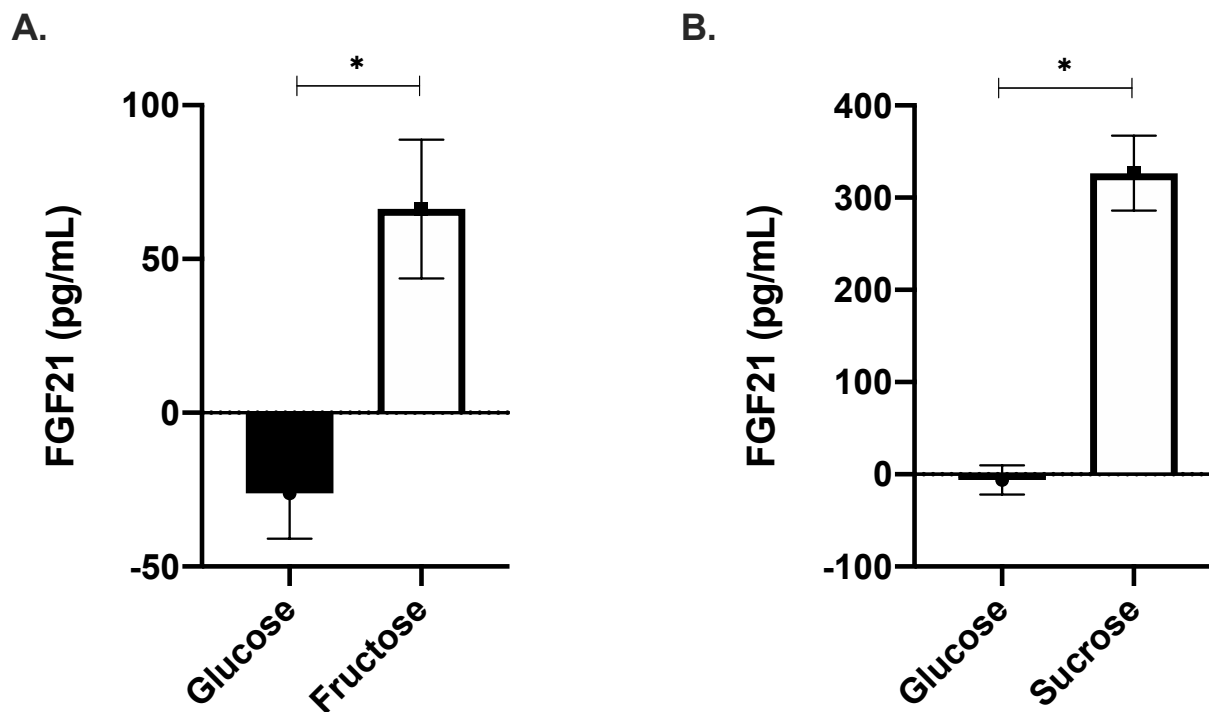 A.
*
100
50
0
-50
FGF21 (pg/mL)
Glucose
Fructose
B.
*
400
300
200
100
0
-100
FGF21 (pg/mL)
Glucose
Sucrose